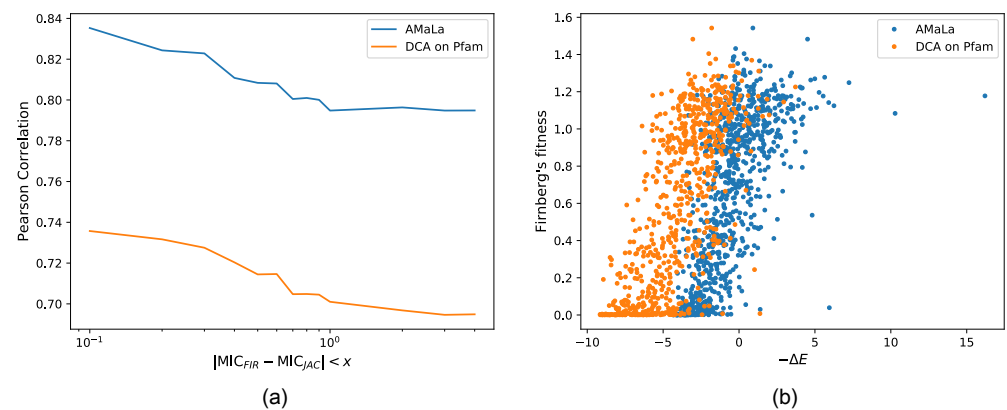 0.84
0.82
0.80
0.78
0.76
0.74
0.72
0.70
Pearson Correlation
AMaLa
DCA on Pfam
10⁻¹
10⁰
|MIC_FIR − MIC_JAC| < x
(a)
1.6
1.4
1.2
1.0
0.8
0.6
0.4
0.2
0.0
Firnberg's fitness
AMaLa
DCA on Pfam
−10
−5
0
5
10
15
−ΔE
(b)